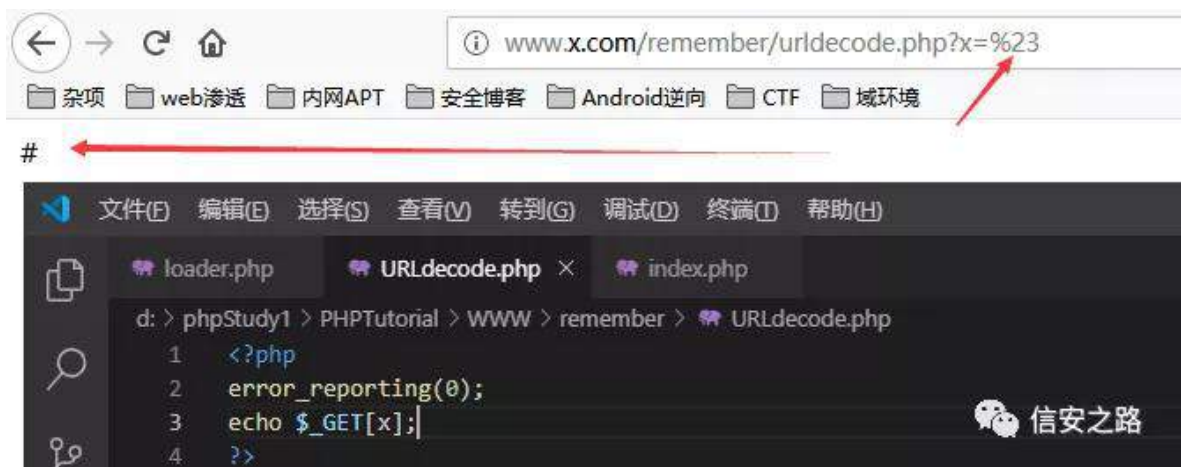 www.x.com/remember/urldecode.php?x=%23
杂项 web渗透 内网APT 安全博客 Android逆向 CTF 域环境
#
文件(F) 编辑(E) 选择(S) 查看(V) 转到(G) 调试(D) 终端(T) 帮助(H)
loader.php URLdecode.php × index.php
d: > phpStudy1 > PHPTutorial > WWW > remember > URLdecode.php
1 <?php
2 error_reporting(0);
3 echo $_GET[x];
4 ?>
信安之路